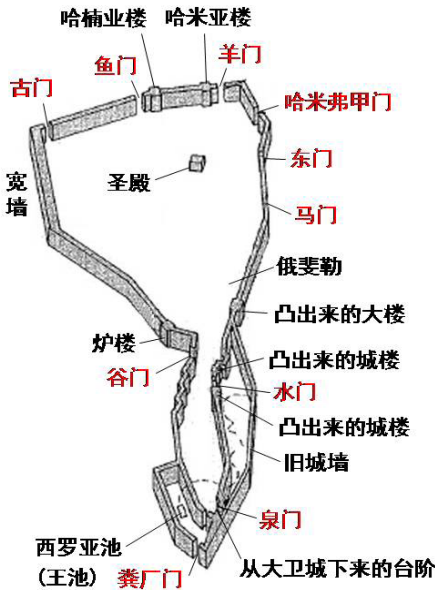 哈楠业楼
哈米亚楼
鱼门
羊门
古门
哈米弗甲门
东门
圣殿
宽墙
马门
俄斐勒
凸出来的大楼
炉楼
凸出来的城楼
谷门
水门
凸出来的城楼
旧城墙
泉门
西罗亚池
(王池)
粪厂门
从大卫城下来的台阶